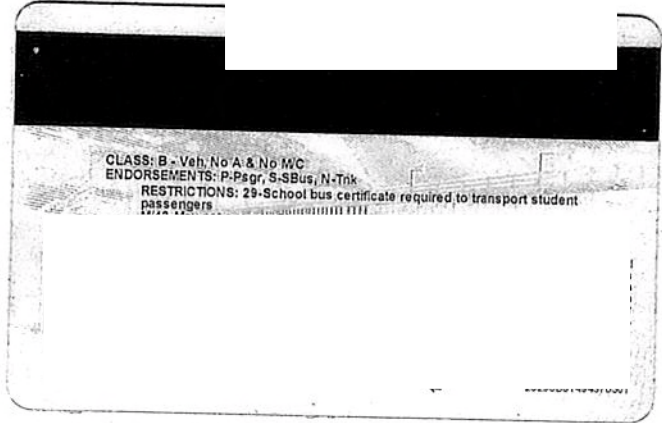 CLASS: B - Veh, No A & No M/C
ENDORSEMENTS: P-Psgr, S-SBus, N-Tnk
RESTRICTIONS: 29-School bus certificate required to transport student
passengers